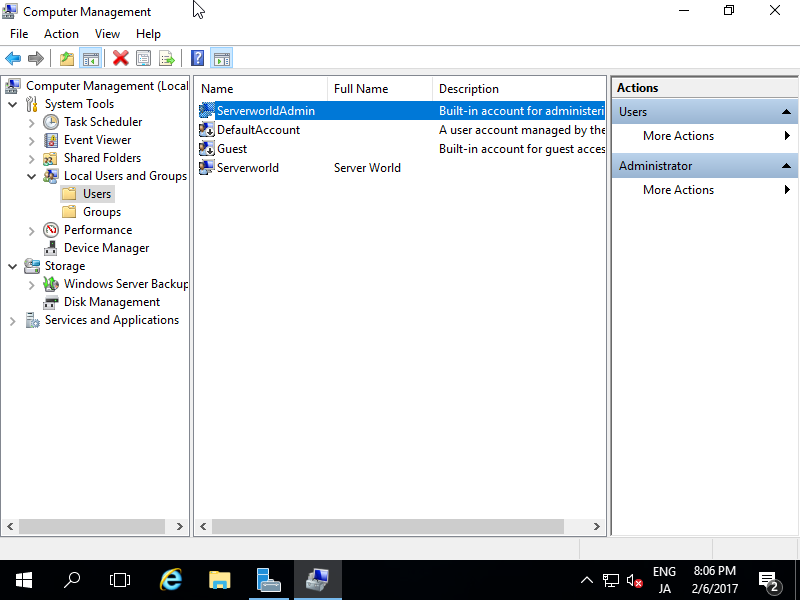 Computer Management
File Action View Help
Computer Management (Local
System Tools
Task Scheduler
Event Viewer
Shared Folders
Local Users and Groups
Users
Groups
Performance
Device Manager
Storage
Windows Server Backup
Disk Management
Services and Applications
Name Full Name Description
ServerworldAdmin Built-in account for administeri
DefaultAccount A user account managed by the
Guest Built-in account for guest acces
Serverworld Server World
Actions
Users
More Actions
Administrator
More Actions
ENG
JA
8:06 PM
2/6/2017
2